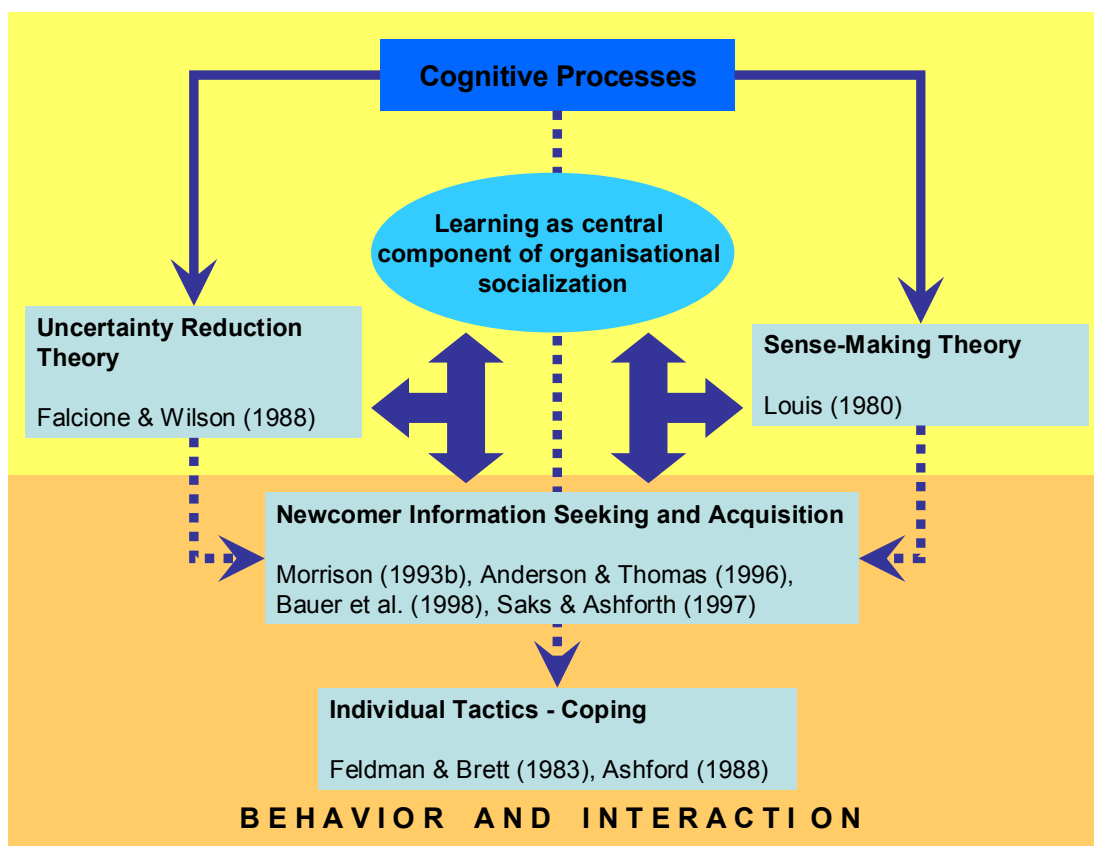 Cognitive Processes
Learning as central
component of organisational
socialization
Uncertainty Reduction
Theory
Falcione & Wilson (1988)
Sense-Making Theory
Louis (1980)
Newcomer Information Seeking and Acquisition
Morrison (1993b), Anderson & Thomas (1996),
Bauer et al. (1998), Saks & Ashforth (1997)
Individual Tactics - Coping
Feldman & Brett (1983), Ashford (1988)
BEHAVIOR AND INTERACTION